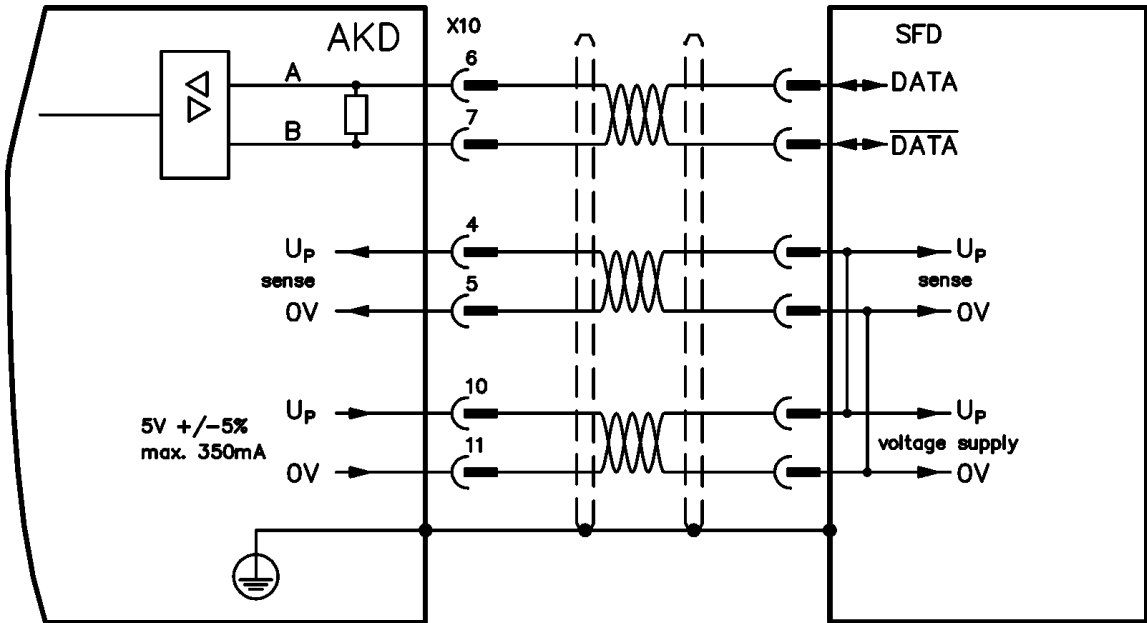 AKD
X10
SFD
A
6
DATA
B
7
DATA
4
U_P
U_P
sense
sense
5
0V
0V
10
U_P
U_P
5V +/-5%
max. 350mA
voltage supply
11
0V
0V